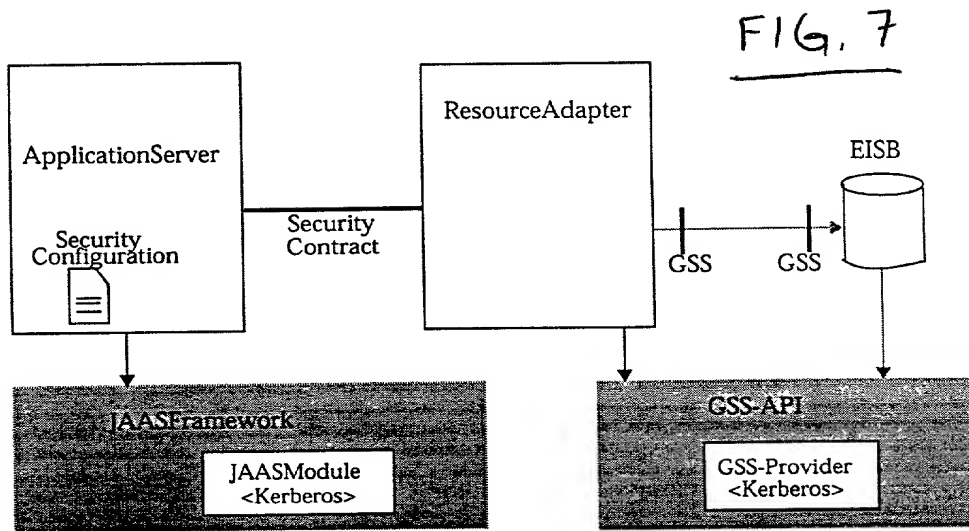 FIG. 7
ApplicationServer
Security
Configuration
Security
Contract
ResourceAdapter
EISB
GSS
GSS
JAASFramework
JAASModule
<Kerberos>
GSS-API
GSS-Provider
<Kerberos>